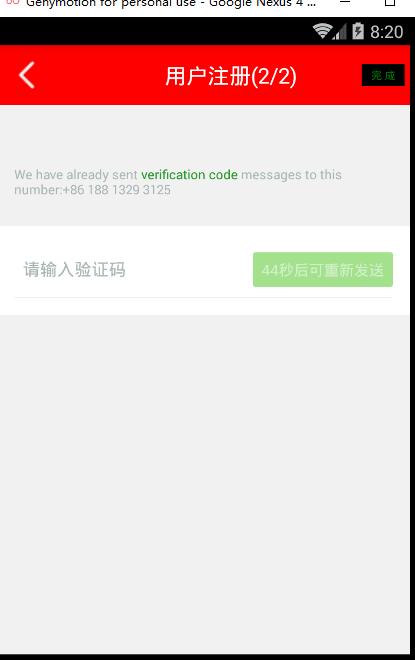 Genymotion for personal use - Google Nexus 4 ...
8:20
用户注册(2/2)
完成
We have already sent verification code messages to this
number:+86 188 1329 3125
请输入验证码
44秒后可重新发送